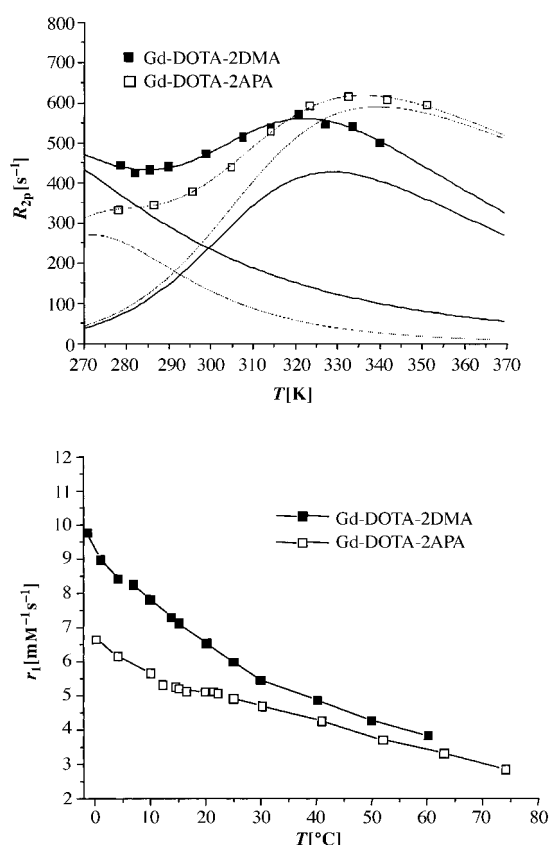 Gd-DOTA-2DMA
Gd-DOTA-2APA
R2p[s⁻¹]
800
700
600
500
400
300
200
100
0
270 280 290 300 310 320 330 340 350 360 370
T[K]
Gd-DOTA-2DMA
Gd-DOTA-2APA
r1[mM⁻¹s⁻¹]
12
11
10
9
8
7
6
5
4
3
2
0 10 20 30 40 50 60 70 80
T[°C]